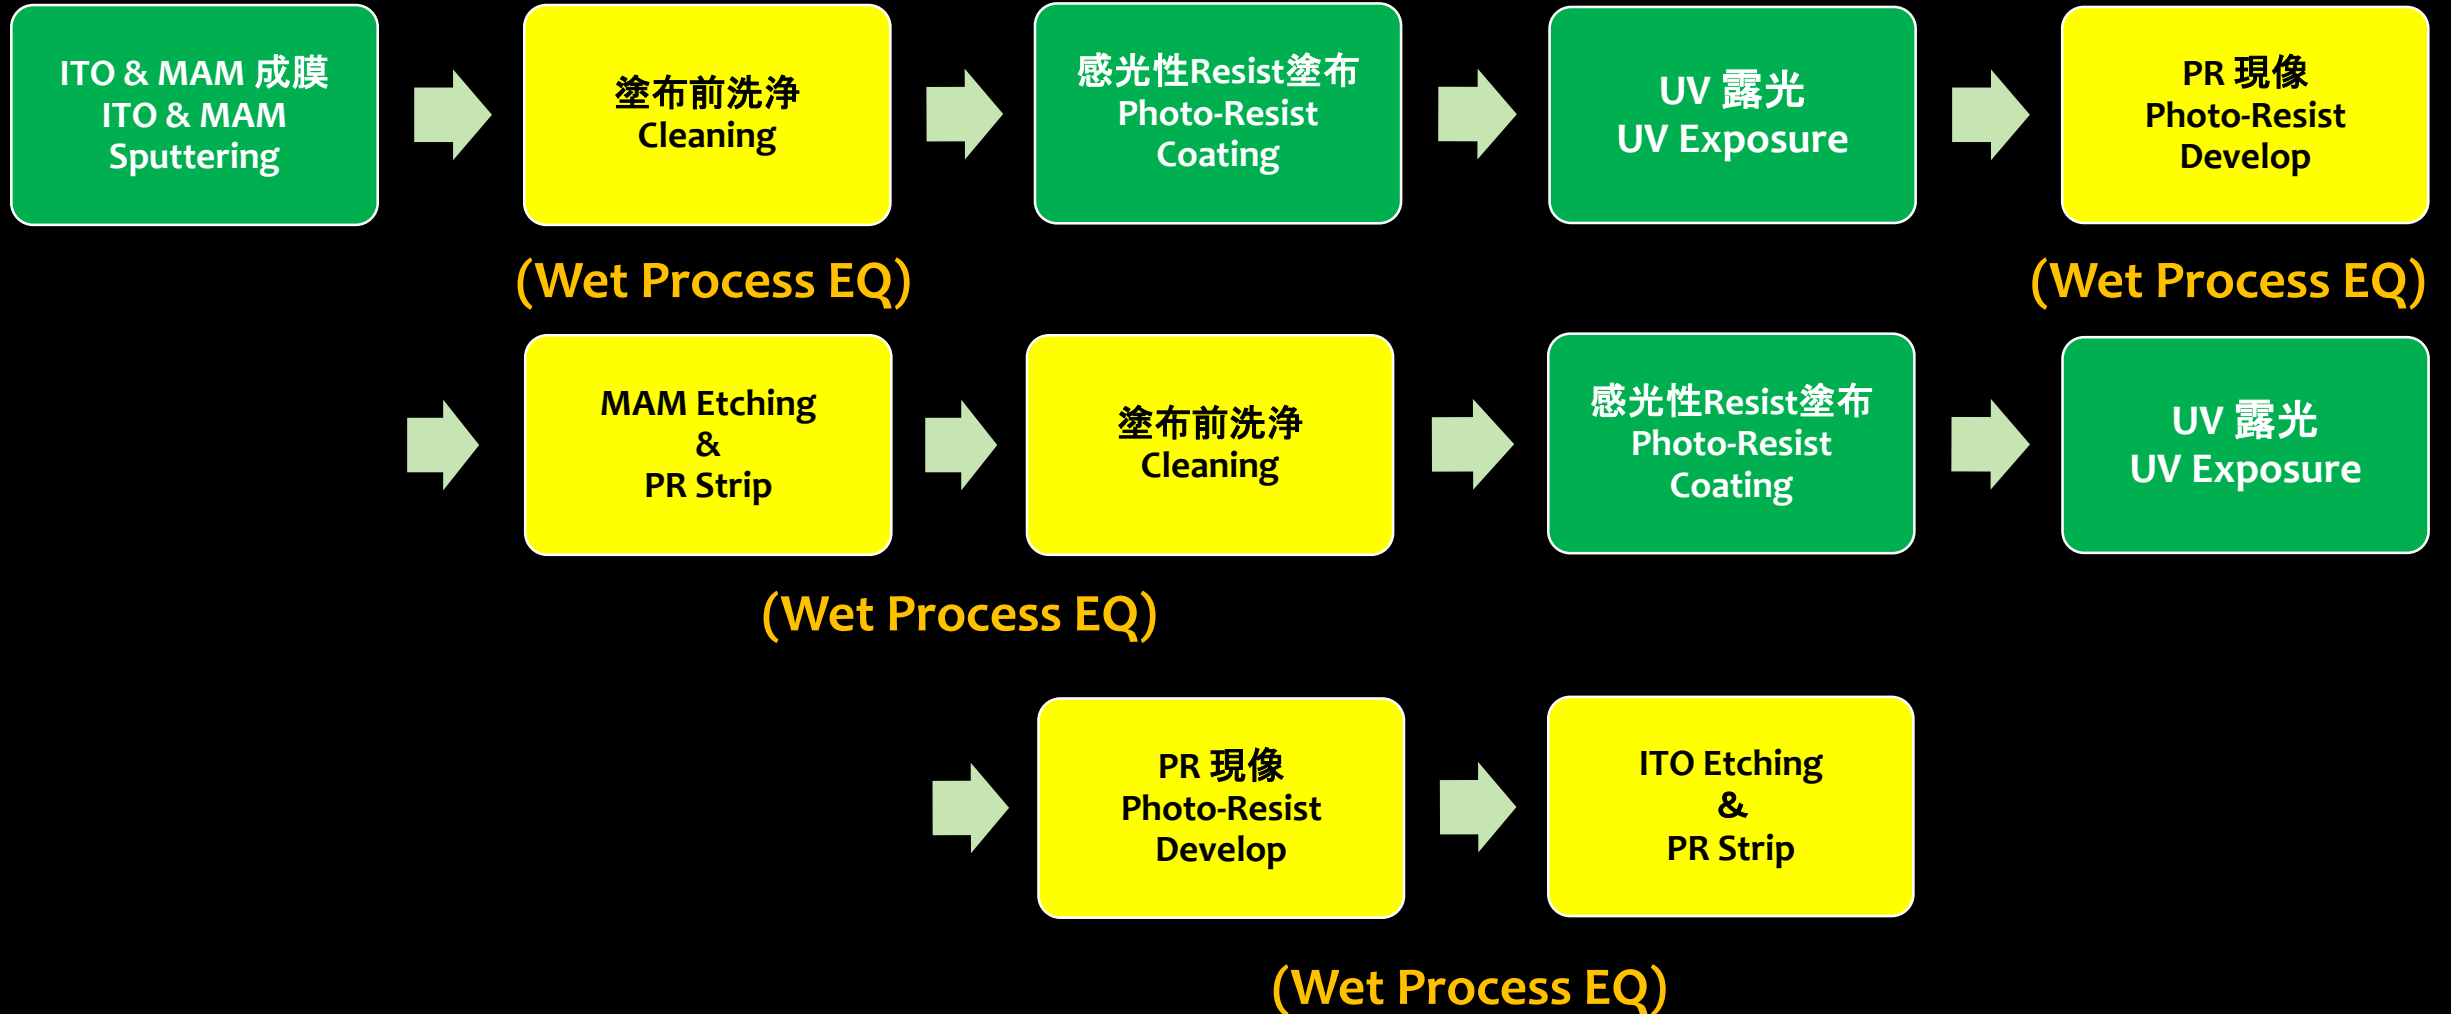 ITO & MAM 成膜
ITO & MAM
Sputtering
塗布前洗浄
Cleaning
感光性Resist塗布
Photo-Resist
Coating
UV 露光
UV Exposure
PR 現像
Photo-Resist
Develop
(Wet Process EQ)
(Wet Process EQ)
MAM Etching
&
PR Strip
塗布前洗浄
Cleaning
感光性Resist塗布
Photo-Resist
Coating
UV 露光
UV Exposure
(Wet Process EQ)
PR 現像
Photo-Resist
Develop
ITO Etching
&
PR Strip
(Wet Process EQ)